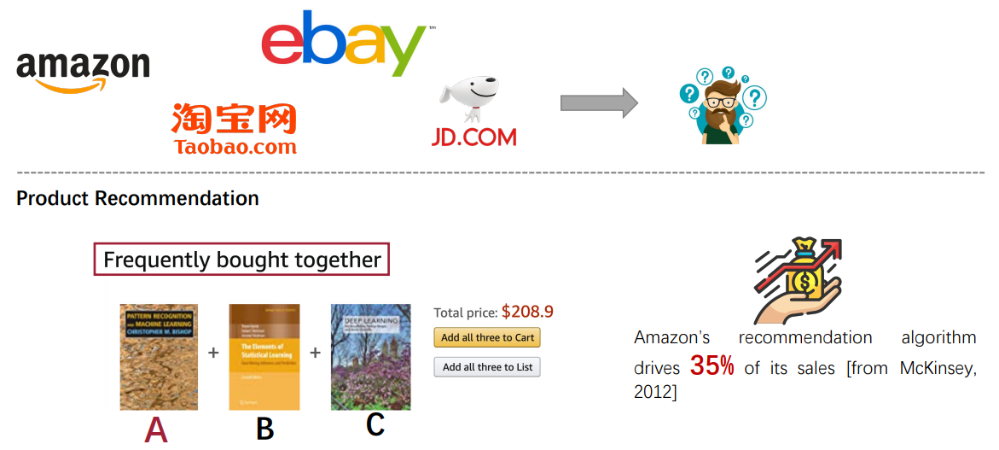 amazon
ebay™
淘宝网
Taobao.com
JD.COM
? ? ? ? ? ? ?
Product Recommendation
Frequently bought together
PATTERN RECOGNITION
AND MACHINE LEARNING
CHRISTOPHER M. BISHOP
+
The Elements of
Statistical Learning
Springer
+
DEEP LEARNING
Total price: $208.9
Add all three to Cart
Add all three to List
A
B
C
$
Amazon's recommendation algorithm
drives 35% of its sales [from McKinsey,
2012]